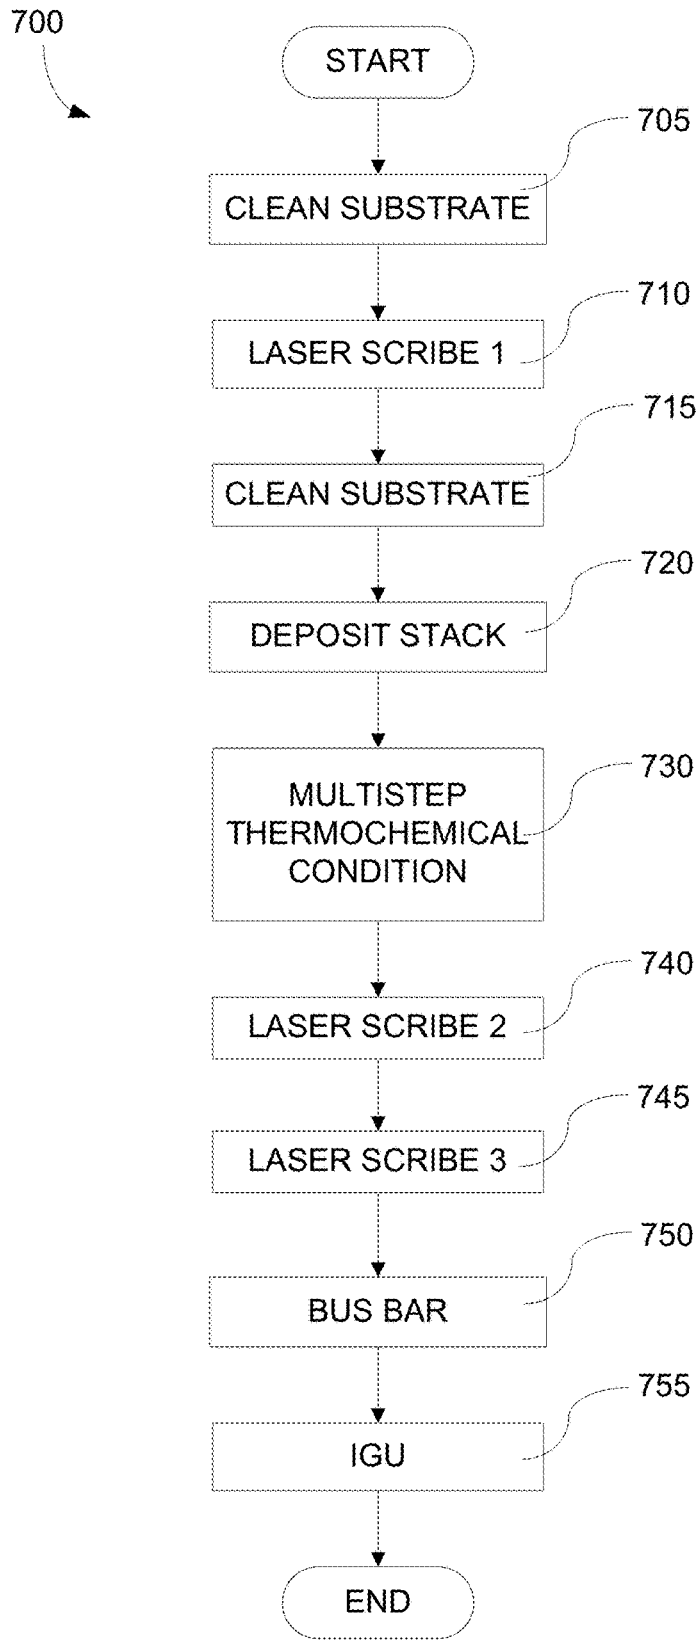 700
START
705
CLEAN SUBSTRATE
710
LASER SCRIBE 1
715
CLEAN SUBSTRATE
720
DEPOSIT STACK
730
MULTISTEP
THERMOCHEMICAL
CONDITION
740
LASER SCRIBE 2
745
LASER SCRIBE 3
750
BUS BAR
755
IGU
END